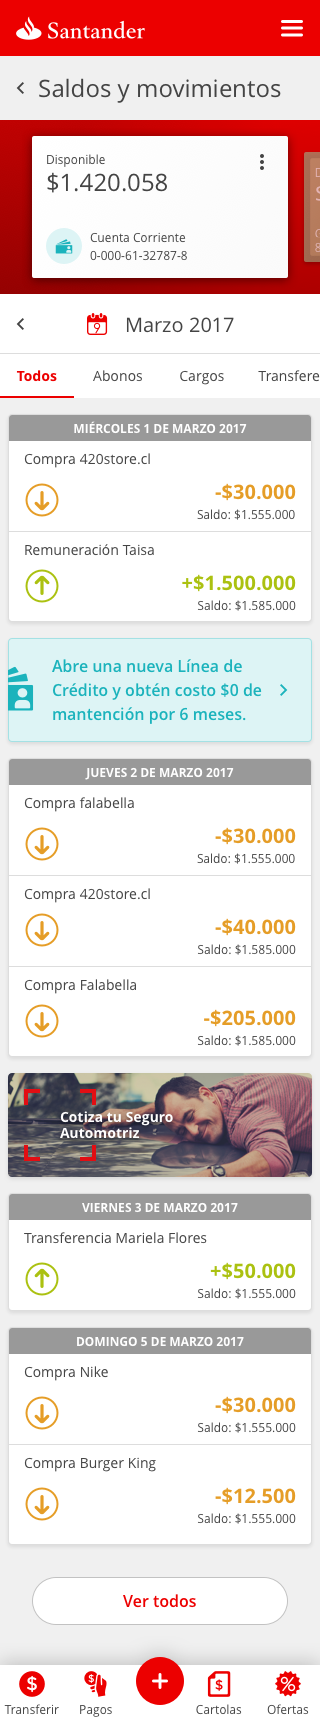 Santander
Saldos y movimientos
Disponible
$1.420.058
Cuenta Corriente
0-000-61-32787-8
9
Marzo 2017
Todos Abonos Cargos Transfere
MIÉRCOLES 1 DE MARZO 2017
Compra 420store.cl
-$30.000
Saldo: $1.555.000
Remuneración Taisa
+$1.500.000
Saldo: $1.585.000
Abre una nueva Línea de
Crédito y obtén costo $0 de
mantención por 6 meses.
JUEVES 2 DE MARZO 2017
Compra falabella
-$30.000
Saldo: $1.555.000
Compra 420store.cl
-$40.000
Saldo: $1.585.000
Compra Falabella
-$205.000
Saldo: $1.585.000
Cotiza tu Seguro
Automotriz
VIERNES 3 DE MARZO 2017
Transferencia Mariela Flores
+$50.000
Saldo: $1.555.000
DOMINGO 5 DE MARZO 2017
Compra Nike
-$30.000
Saldo: $1.555.000
Compra Burger King
-$12.500
Saldo: $1.555.000
Ver todos
Transferir Pagos Cartolas Ofertas